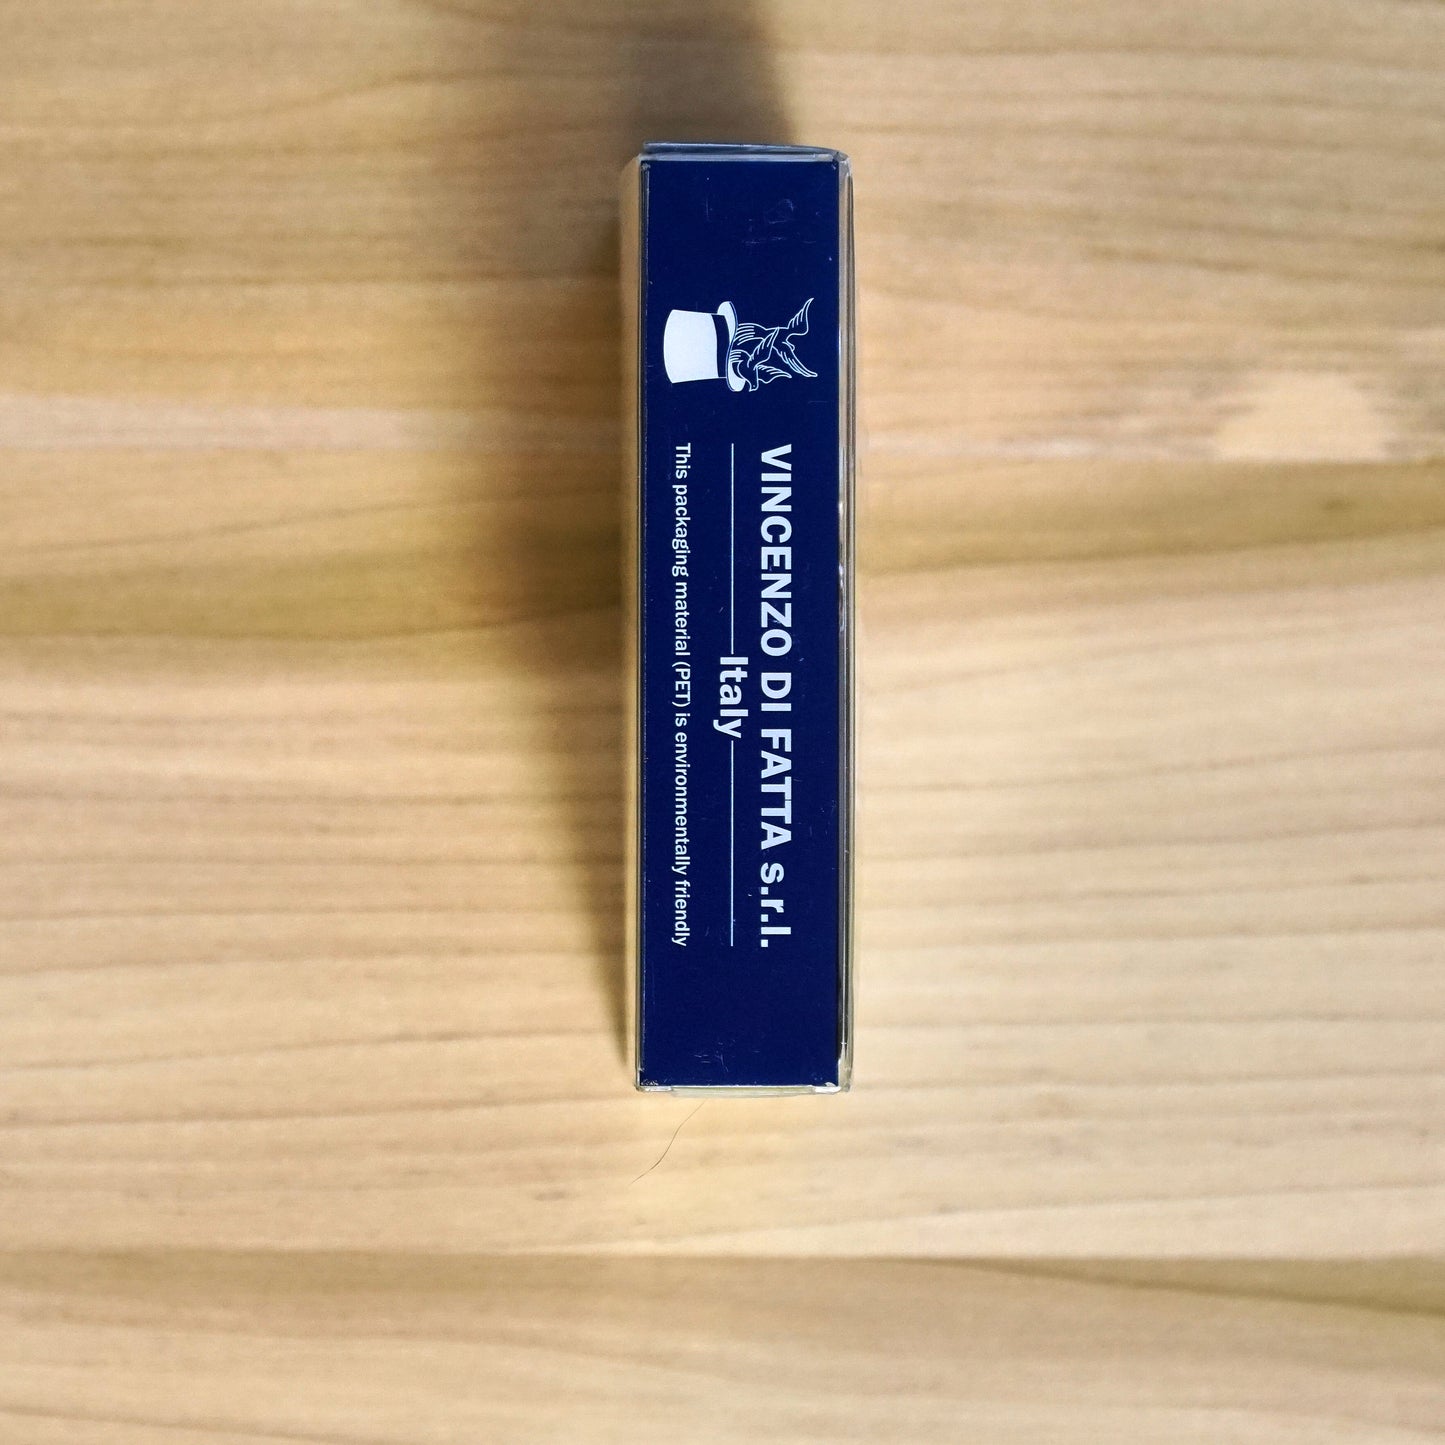 VINCENZO DI FATTA s.r.l.
Italy
This packaging material (PET) is environmentally friendly